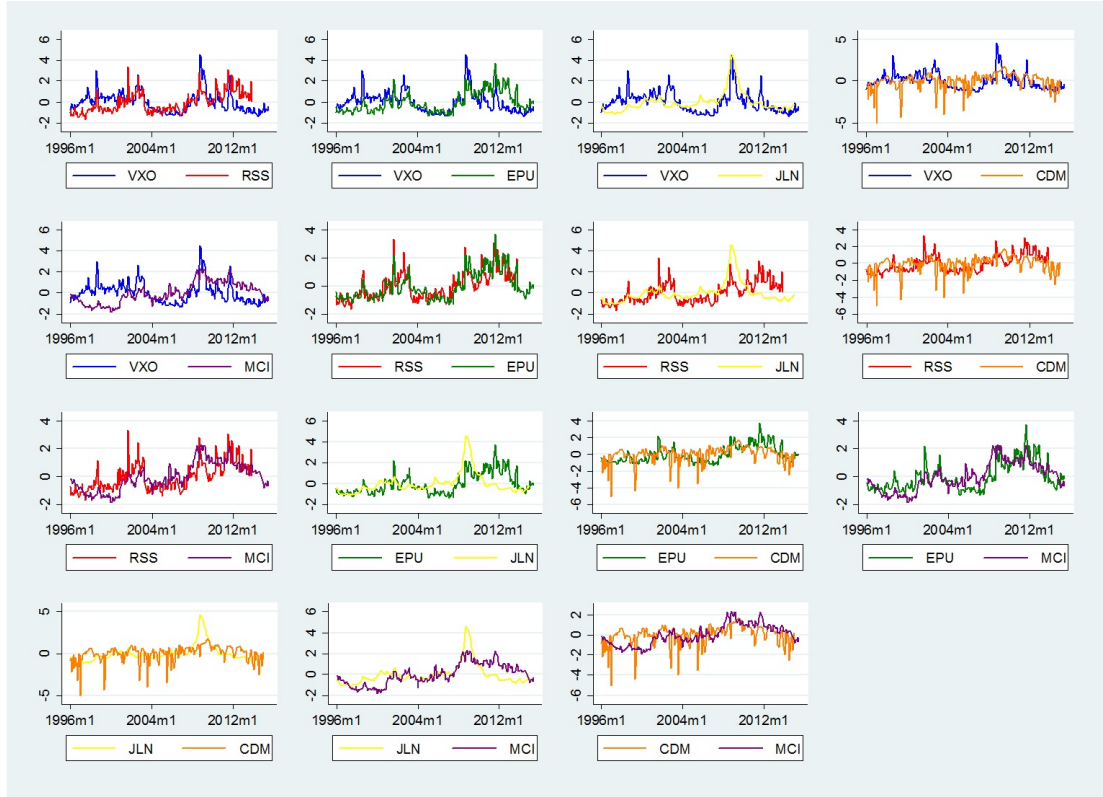 6
4
2
0
-2
1996m1 2004m1 2012m1
VXO RSS
6
4
2
0
-2
1996m1 2004m1 2012m1
VXO EPU
6
4
2
0
-2
1996m1 2004m1 2012m1
VXO JLN
5
0
-5
1996m1 2004m1 2012m1
VXO CDM
6
4
2
0
-2
1996m1 2004m1 2012m1
VXO MCI
4
2
0
-2
1996m1 2004m1 2012m1
RSS EPU
6
4
2
0
-2
1996m1 2004m1 2012m1
RSS JLN
4
2
0
-2
-4
-6
1996m1 2004m1 2012m1
RSS CDM
4
2
0
-2
1996m1 2004m1 2012m1
RSS MCI
6
4
2
0
-2
1996m1 2004m1 2012m1
EPU JLN
4
2
0
-2
-4
-6
1996m1 2004m1 2012m1
EPU CDM
4
2
0
-2
1996m1 2004m1 2012m1
EPU MCI
5
0
-5
1996m1 2004m1 2012m1
JLN CDM
6
4
2
0
-2
1996m1 2004m1 2012m1
JLN MCI
2
0
-2
-4
-6
1996m1 2004m1 2012m1
CDM MCI